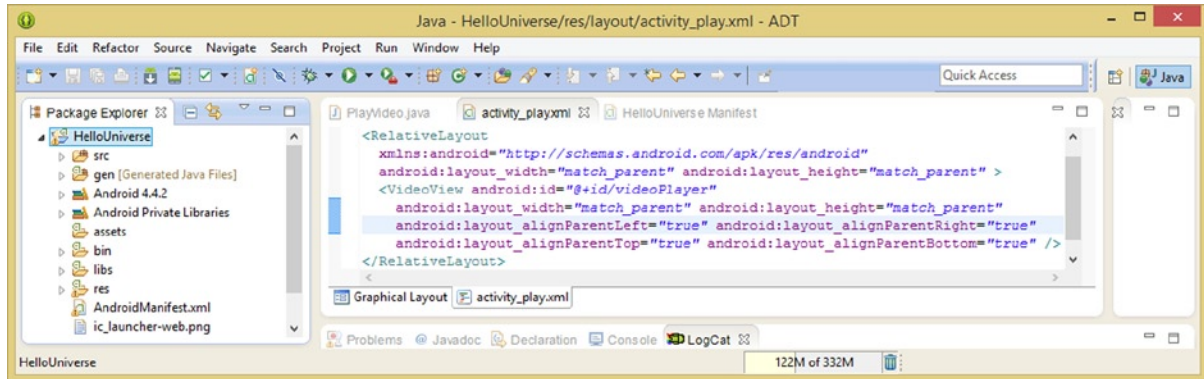 Java - HelloUniverse/res/layout/activity_play.xml - ADT
File Edit Refactor Source Navigate Search Project Run Window Help
Quick Access
Java
Package Explorer
HelloUniverse
src
gen [Generated Java Files]
Android 4.4.2
Android Private Libraries
assets
bin
libs
res
AndroidManifest.xml
ic_launcher-web.png
PlayVideo.java activity_play.xml HelloUniverse Manifest
<RelativeLayout
xmlns:android="http://schemas.android.com/apk/res/android"
android:layout_width="match_parent" android:layout_height="match_parent" >
<VideoView android:id="@+id/videoPlayer"
android:layout_width="match_parent" android:layout_height="match_parent"
android:layout_alignParentLeft="true" android:layout_alignParentRight="true"
android:layout_alignParentTop="true" android:layout_alignParentBottom="true" />
</RelativeLayout>
Graphical Layout activity_play.xml
Problems @ Javadoc Declaration Console LogCat
HelloUniverse
122M of 332M